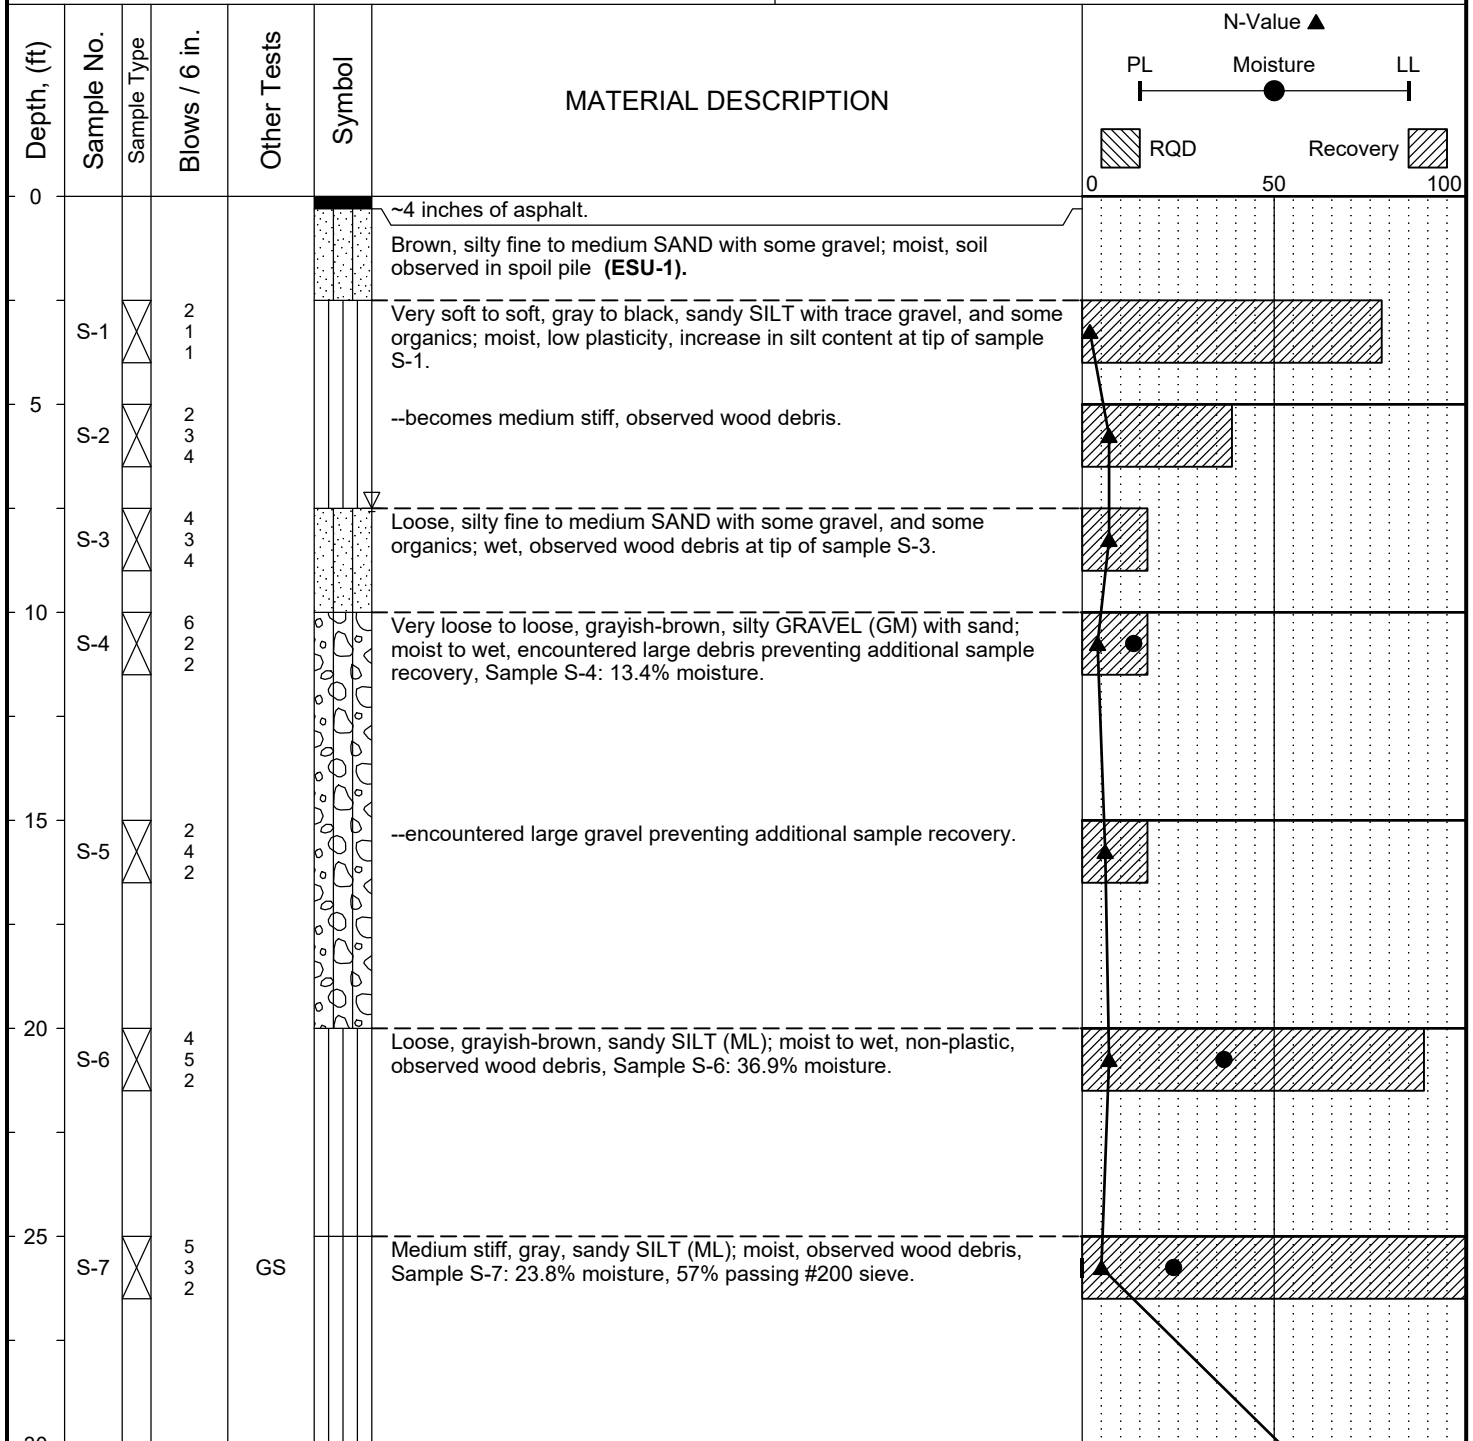 Depth, (ft)
Sample No.
Sample Type
Blows / 6 in.
Other Tests
Symbol
MATERIAL DESCRIPTION
N-Value ▲
PL Moisture LL
RQD Recovery
0 50 100
0
~4 inches of asphalt.
Brown, silty fine to medium SAND with some gravel; moist, soil
observed in spoil pile (ESU-1).
S-1
2
1
1
Very soft to soft, gray to black, sandy SILT with trace gravel, and some
organics; moist, low plasticity, increase in silt content at tip of sample
S-1.
5
S-2
2
3
4
--becomes medium stiff, observed wood debris.
S-3
4
3
4
Loose, silty fine to medium SAND with some gravel, and some
organics; wet, observed wood debris at tip of sample S-3.
10
S-4
6
2
2
Very loose to loose, grayish-brown, silty GRAVEL (GM) with sand;
moist to wet, encountered large debris preventing additional sample
recovery, Sample S-4: 13.4% moisture.
15
S-5
2
4
2
--encountered large gravel preventing additional sample recovery.
20
S-6
4
5
2
Loose, grayish-brown, sandy SILT (ML); moist to wet, non-plastic,
observed wood debris, Sample S-6: 36.9% moisture.
25
S-7
5
3
2
GS
Medium stiff, gray, sandy SILT (ML); moist, observed wood debris,
Sample S-7: 23.8% moisture, 57% passing #200 sieve.